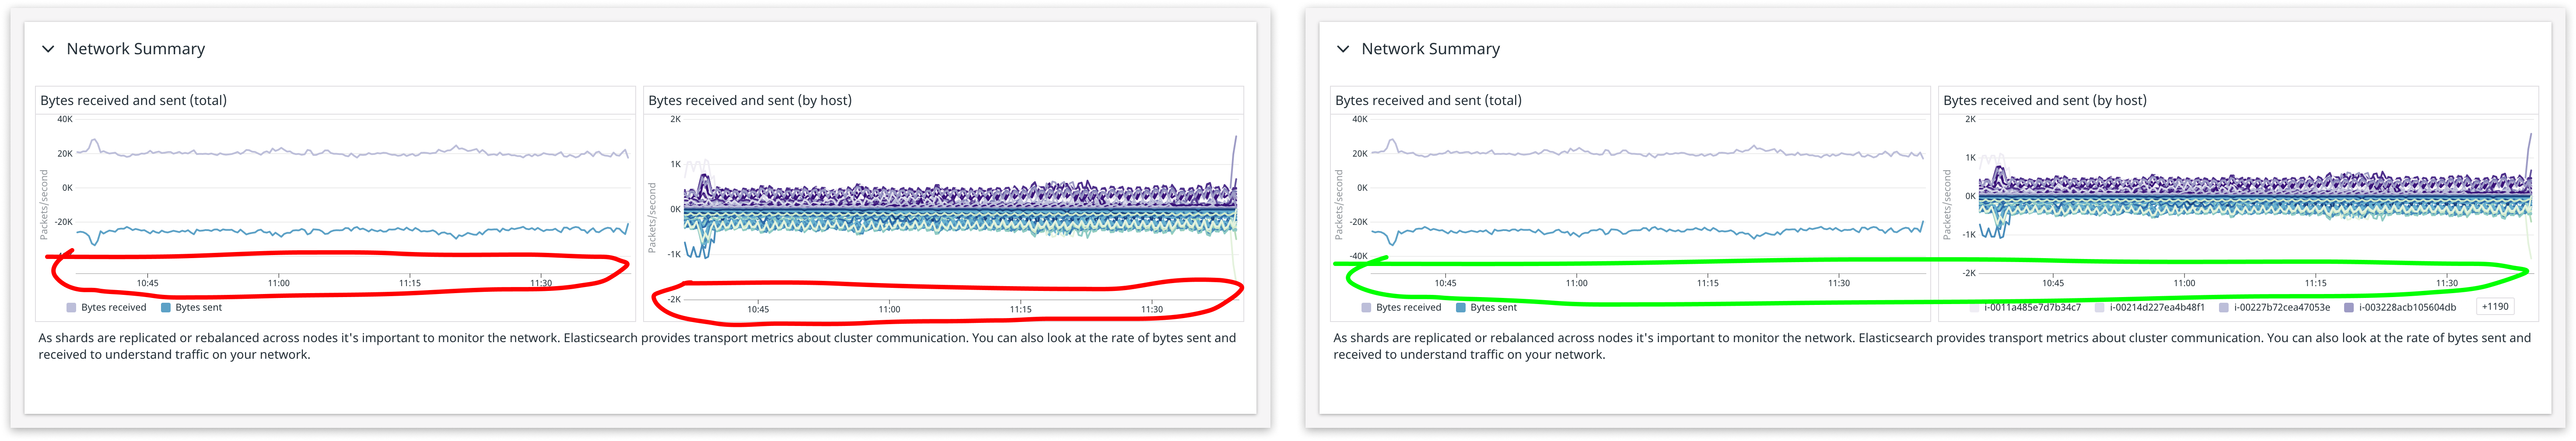 Network Summary
Bytes received and sent (total)
40K
20K
0K
-20K
Packets/second
10:45 11:00 11:15 11:30
Bytes received Bytes sent
Bytes received and sent (by host)
2K
1K
0K
-1K
-2K
Packets/second
10:45 11:00 11:15 11:30
As shards are replicated or rebalanced across nodes it's important to monitor the network. Elasticsearch provides transport metrics about cluster communication. You can also look at the rate of bytes sent and
received to understand traffic on your network.
Network Summary
Bytes received and sent (total)
40K
20K
0K
-20K
-40K
Packets/second
10:45 11:00 11:15 11:30
Bytes received Bytes sent
Bytes received and sent (by host)
2K
1K
0K
-1K
-2K
Packets/second
10:45 11:00 11:15 11:30
i-0011a485e7d7b34c7 i-00214d227ea4b48f1 i-00227b72cea47053e i-003228acb105604db +1190
As shards are replicated or rebalanced across nodes it's important to monitor the network. Elasticsearch provides transport metrics about cluster communication. You can also look at the rate of bytes sent and
received to understand traffic on your network.